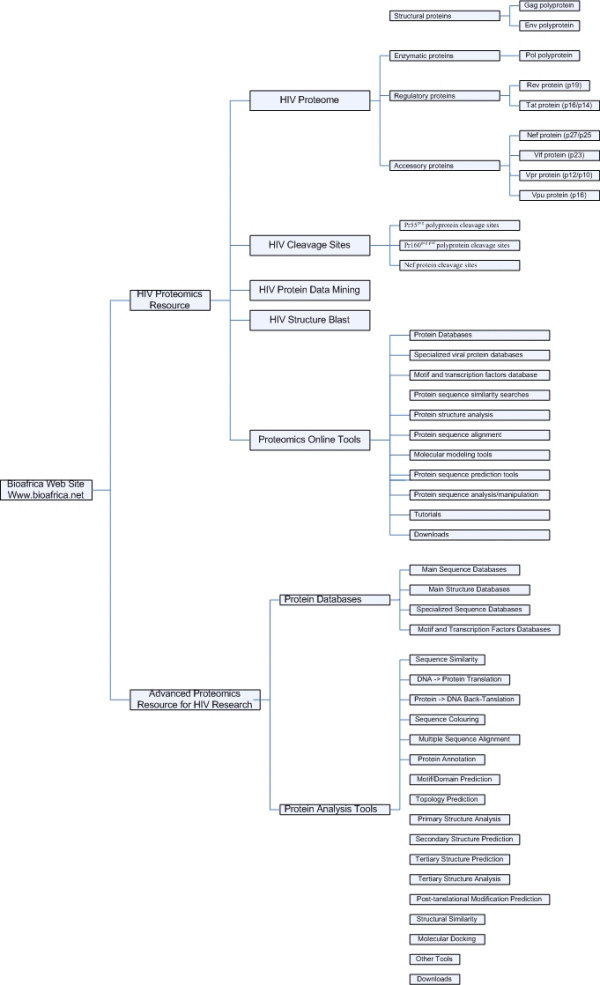 Bioafrica Web Site
Www.bioafrica.net
HIV Proteomics
Resource
HIV Proteome
Structural proteins
Gag polyprotein
Env polyprotein
Enzymatic proteins
Pol polyprotein
Regulatory proteins
Rev protein (p19)
Tat protein (p16/p14)
Accessory proteins
Nef protein (p27/p25
Vif protein (p23)
Vpr protein (p12/p10)
Vpu protein (p16)
HIV Cleavage Sites
polyprotein cleavage sites
polyprotein cleavage sites
Nef protein cleavage sites
HIV Protein Data Mining
HIV Structure Blast
Proteomics Online Tools
Protein Databases
Specialized viral protein databases
Motif and transcription factors database
Protein sequence similarity searches
Protein structure analysis
Protein sequence alignment
Molecular modeling tools
Protein sequence prediction tools
Protein sequence analysis/manipulation
Tutorials
Downloads
Advanced Proteomics
Resource for HIV Research
Protein Databases
Main Sequence Databases
Main Structure Databases
Specialized Sequence Databases
Motif and Transcription Factors Databases
Protein Analysis Tools
Sequence Similarity
DNA -> Protein Translation
Protein -> DNA Back-Tanslation
Sequence Colouring
Multiple Sequence Alignment
Protein Annotation
Motif/Domain Prediction
Topology Prediction
Primary Structure Analysis
Secondary Structure Prediction
Tertiary Structure Prediction
Tertiary Structure Analysis
Post-tanslational Modification Prediction
Structural Similarity
Molecular Docking
Other Tools
Downloads